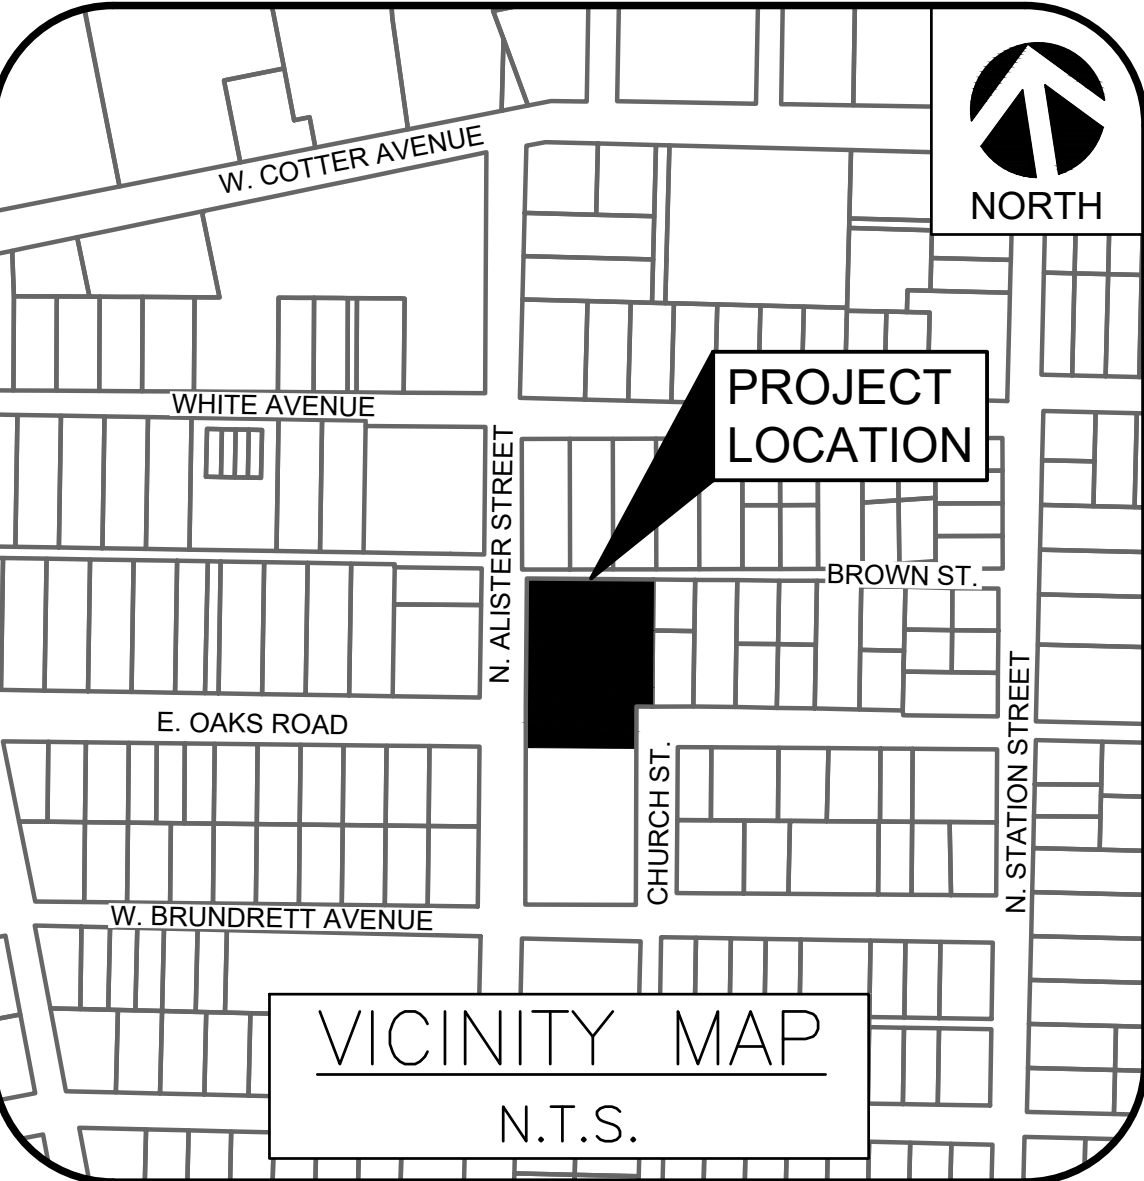 W. COTTER AVENUE
NORTH
PROJECT
LOCATION
WHITE AVENUE
N. ALISTER STREET
BROWN ST.
E. OAKS ROAD
CHURCH ST.
N. STATION STREET
W. BRUNDRETT AVENUE
VICINITY MAP
N.T.S.